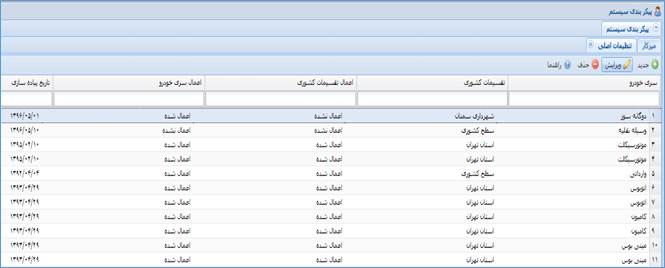 پیکر بندی سیستم
پیکر بندی سیستم
میزکار تنظیمات اصلی
جدید ویرایش حذف راهنما
سری خودرو تقسیمات کشوری اعمال تقسیمات کشوری اعمال سری خودرو تاریخ پیاده سازی
۱ دوگانه سوز شهرداری سمنان اعمال نشده اعمال شده ۱۳۹۶/۰۵/۰۱
۲ وسیله نقلیه سطح کشوری اعمال نشده اعمال شده ۱۳۹۶/۰۵/۱۰
۳ موتورسیکلت استان تهران اعمال شده اعمال شده ۱۳۹۵/۰۲/۱۰
۴ موتورسیکلت استان تهران اعمال شده اعمال شده ۱۳۹۵/۰۲/۱۰
۵ وارداتی سطح کشوری اعمال شده اعمال شده ۱۳۹۲/۰۴/۰۴
۶ اتوبوس استان تهران اعمال شده اعمال شده ۱۳۹۳/۰۴/۲۹
۷ اتوبوس استان تهران اعمال شده اعمال شده ۱۳۹۳/۰۴/۲۹
۸ کامیون استان تهران اعمال شده اعمال شده ۱۳۹۳/۰۴/۲۹
۹ کامیون استان تهران اعمال شده اعمال شده ۱۳۹۳/۰۴/۲۹
۱۰ مینی بوس استان تهران اعمال شده اعمال شده ۱۳۹۳/۰۴/۲۹
۱۱ مینی بوس استان تهران اعمال شده اعمال شده ۱۳۹۳/۰۴/۲۹